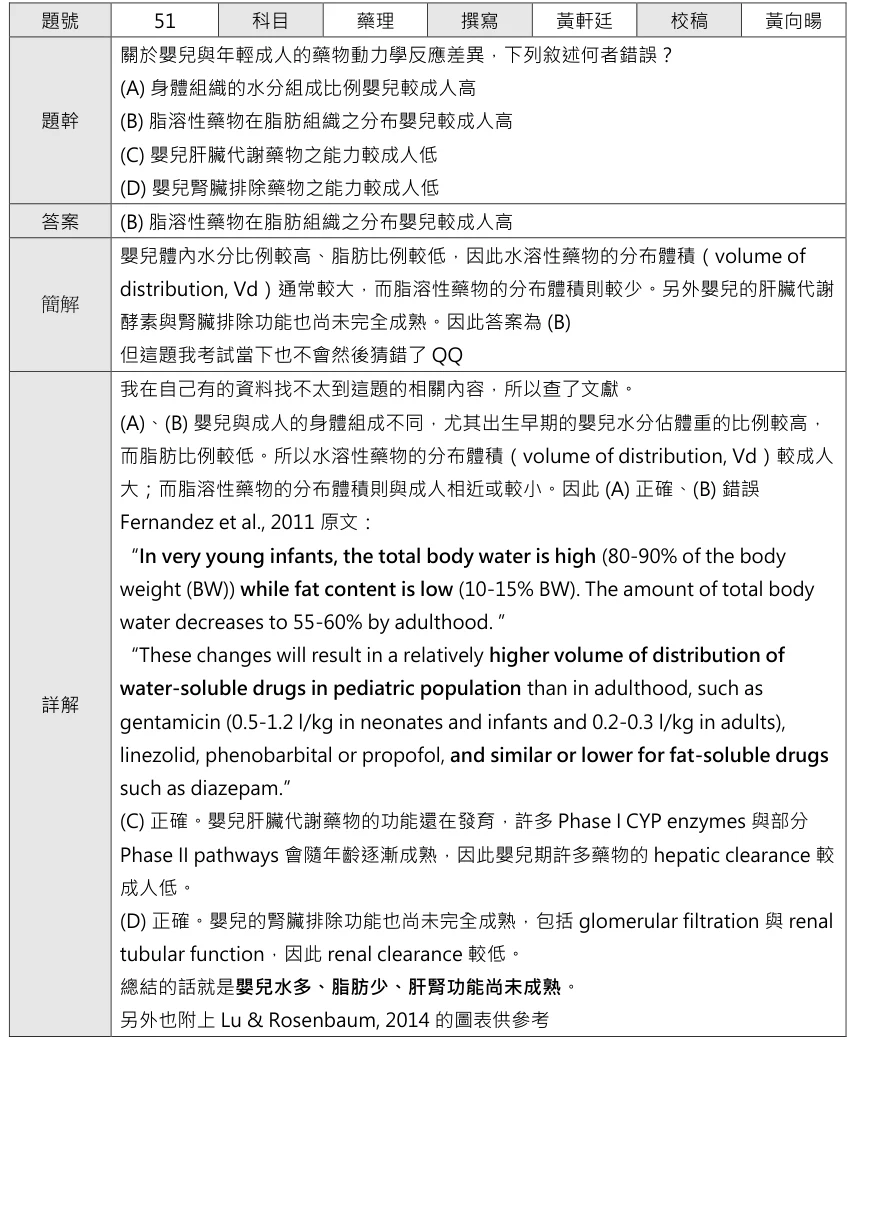 題號 51 科目 藥理 撰寫 黃軒廷 校稿 黃向暘
題幹
關於嬰兒與年輕成人的藥物動力學反應差異，下列敘述何者錯誤？
(A) 身體組織的水分組成比例嬰兒較成人高
(B) 脂溶性藥物在脂肪組織之分布嬰兒較成人高
(C) 嬰兒肝臟代謝藥物之能力較成人低
(D) 嬰兒腎臟排除藥物之能力較成人低
答案 (B) 脂溶性藥物在脂肪組織之分布嬰兒較成人高
簡解
嬰兒體內水分比例較高、脂肪比例較低，因此水溶性藥物的分布體積（volume of
distribution, Vd）通常較大，而脂溶性藥物的分布體積則較少。另外嬰兒的肝臟代謝
酵素與腎臟排除功能也尚未完全成熟。因此答案為 (B)
但這題我考試當下也不會然後猜錯了 QQ
詳解
我在自己有的資料找不太到這題的相關內容，所以查了文獻。
(A)、(B) 嬰兒與成人的身體組成不同，尤其出生早期的嬰兒水分佔體重的比例較高，
而脂肪比例較低。所以水溶性藥物的分布體積（volume of distribution, Vd）較成人
大；而脂溶性藥物的分布體積則與成人相近或較小。因此 (A) 正確、(B) 錯誤
Fernandez et al., 2011 原文：
“In very young infants, the total body water is high (80-90% of the body
weight (BW)) while fat content is low (10-15% BW). The amount of total body
water decreases to 55-60% by adulthood. ”
“These changes will result in a relatively higher volume of distribution of
water-soluble drugs in pediatric population than in adulthood, such as
gentamicin (0.5-1.2 l/kg in neonates and infants and 0.2-0.3 l/kg in adults),
linezolid, phenobarbital or propofol, and similar or lower for fat-soluble drugs
such as diazepam.”
(C) 正確。嬰兒肝臟代謝藥物的功能還在發育，許多 Phase I CYP enzymes 與部分
Phase II pathways 會隨年齡逐漸成熟，因此嬰兒期許多藥物的 hepatic clearance 較
成人低。
(D) 正確。嬰兒的腎臟排除功能也尚未完全成熟，包括 glomerular filtration 與 renal
tubular function，因此 renal clearance 較低。
總結的話就是嬰兒水多、脂肪少、肝腎功能尚未成熟。
另外也附上 Lu & Rosenbaum, 2014 的圖表供參考